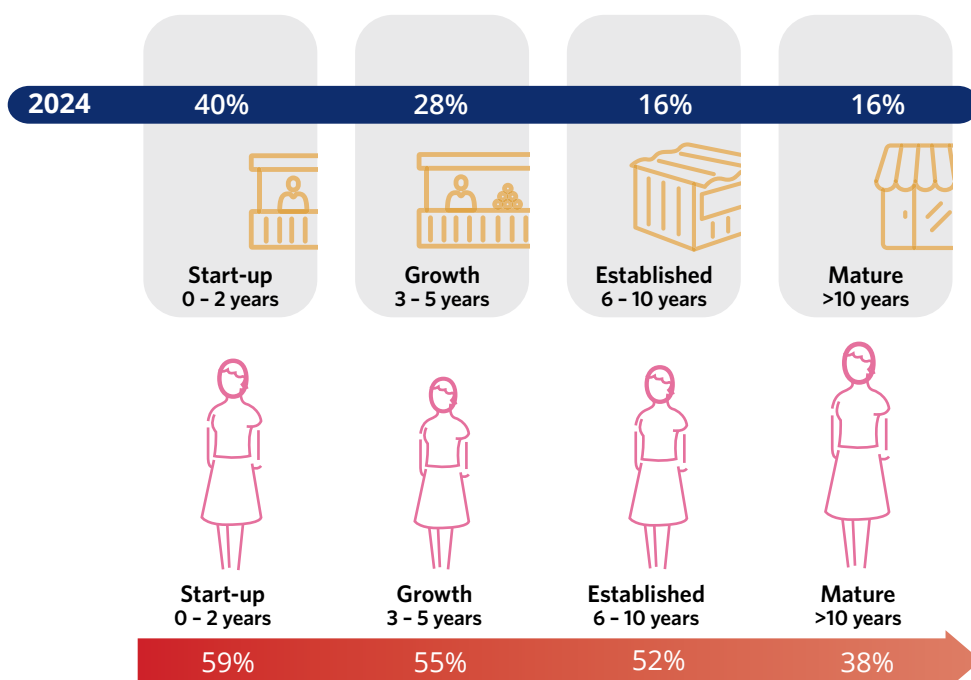 2024 40% 28% 16% 16%
Start-up Growth Established Mature
0 – 2 years 3 – 5 years 6 – 10 years >10 years
Start-up Growth Established Mature
0 – 2 years 3 – 5 years 6 – 10 years >10 years
59% 55% 52% 38%